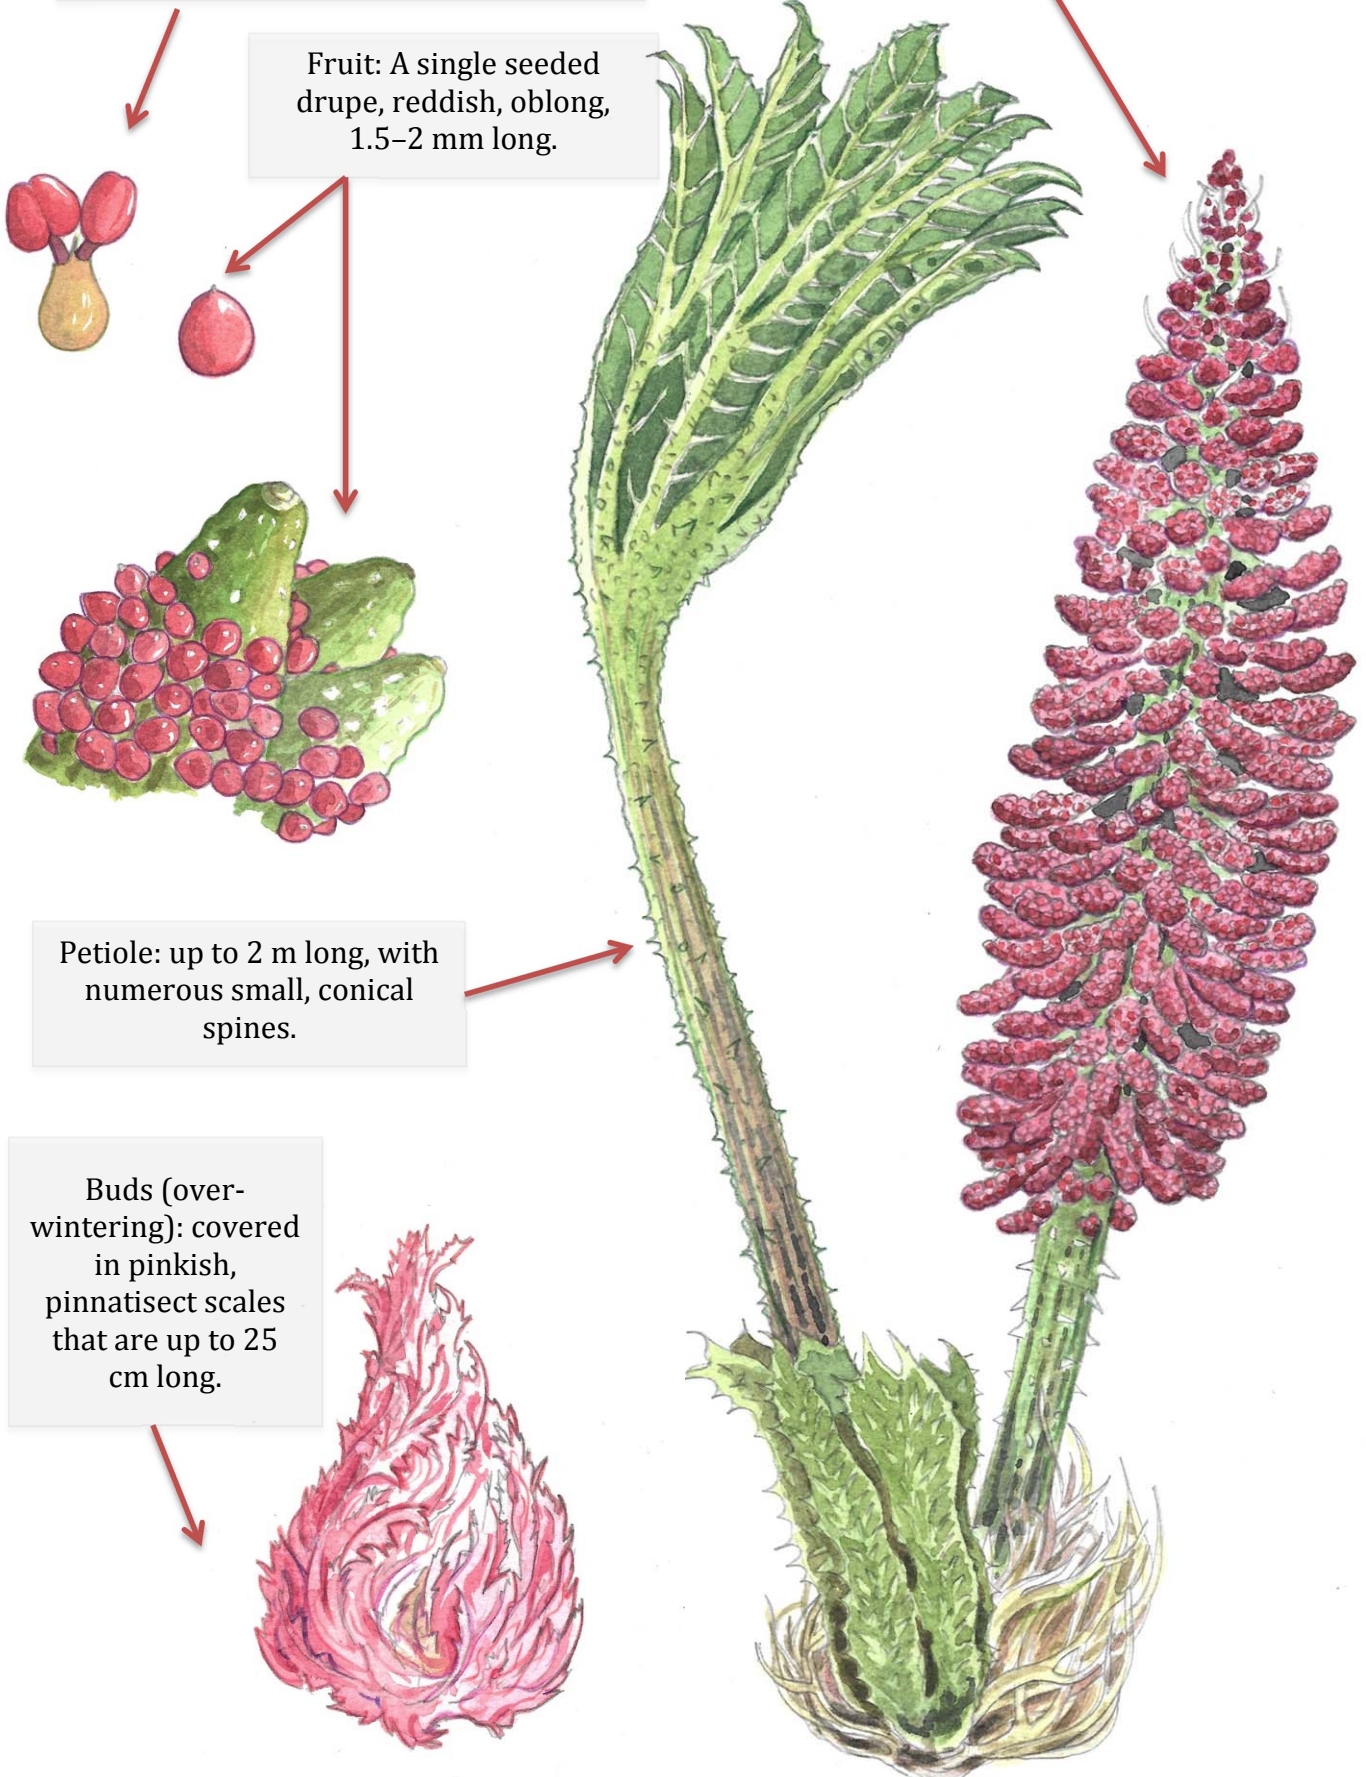 Fruit: A single seeded
drupe, reddish, oblong,
1.5–2 mm long.
Petiole: up to 2 m long, with
numerous small, conical
spines.
Buds (over-
wintering): covered
in pinkish,
pinnatisect scales
that are up to 25
cm long.